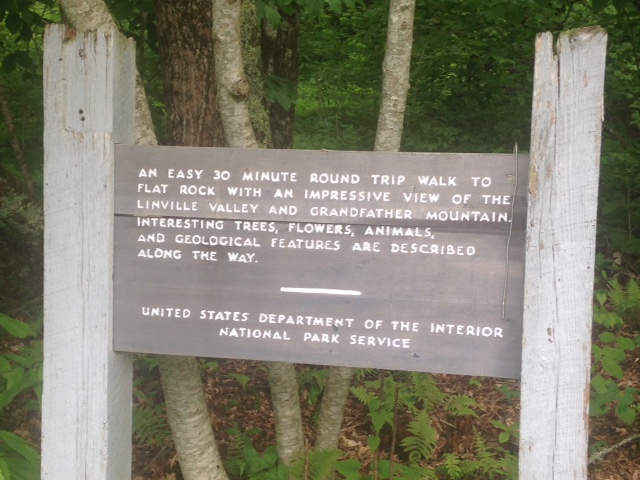 AN EASY 30 MINUTE ROUND TRIP WALK TO
FLAT ROCK WITH AN IMPRESSIVE VIEW OF THE
LINVILLE VALLEY AND GRANDFATHER MOUNTAIN.
INTERESTING TREES, FLOWERS, ANIMALS,
AND GEOLOGICAL FEATURES ARE DESCRIBED
ALONG THE WAY.
UNITED STATES DEPARTMENT OF THE INTERIOR
NATIONAL PARK SERVICE